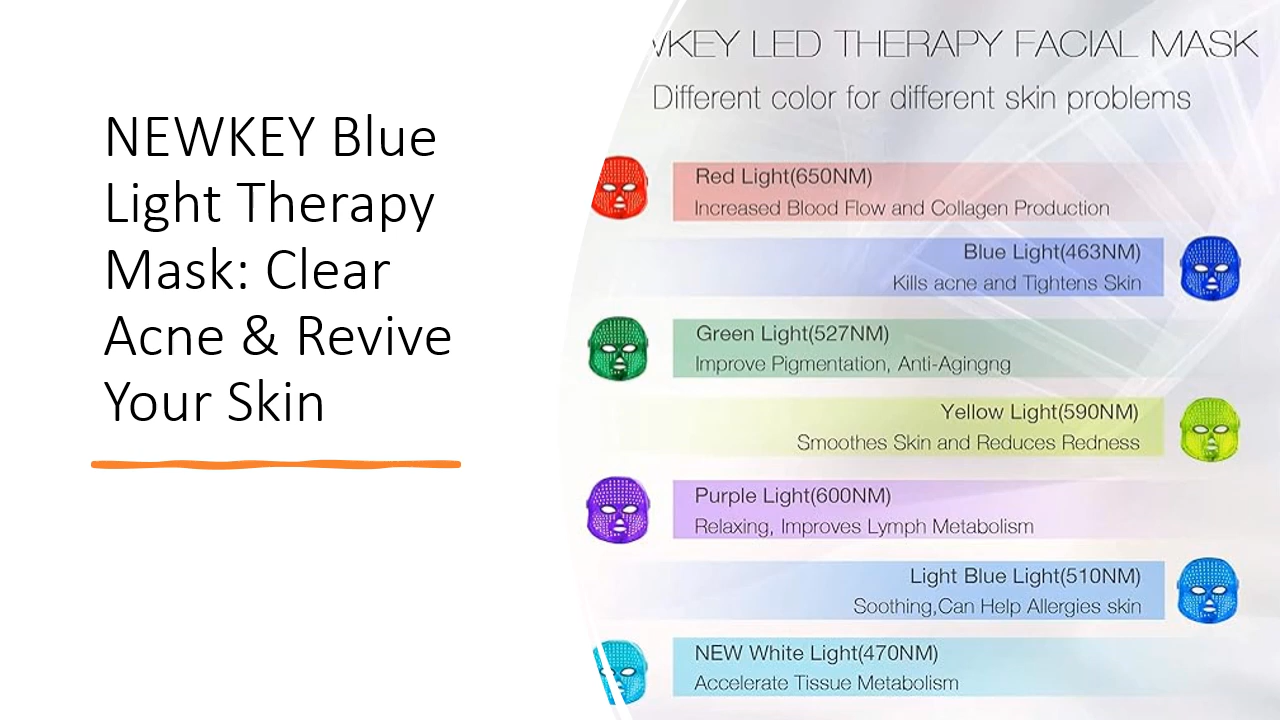 NEWKEY Blue
Light Therapy
Mask: Clear
Acne & Revive
Your Skin
LED THERAPY FACIAL MASK
Different color for different skin problems
Red Light(650NM)
Increased Blood Flow and Collagen Production
Blue Light(463NM)
Kills acne and Tightens Skin
Green Light(527NM)
Improve Pigmentation, Anti-Agingng
Yellow Light(590NM)
Smoothes Skin and Reduces Redness
Purple Light(600NM)
Relaxing, Improves Lymph Metabolism
Light Blue Light(510NM)
Soothing,Can Help Allergies skin
NEW White Light(470NM)
Accelerate Tissue Metabolism